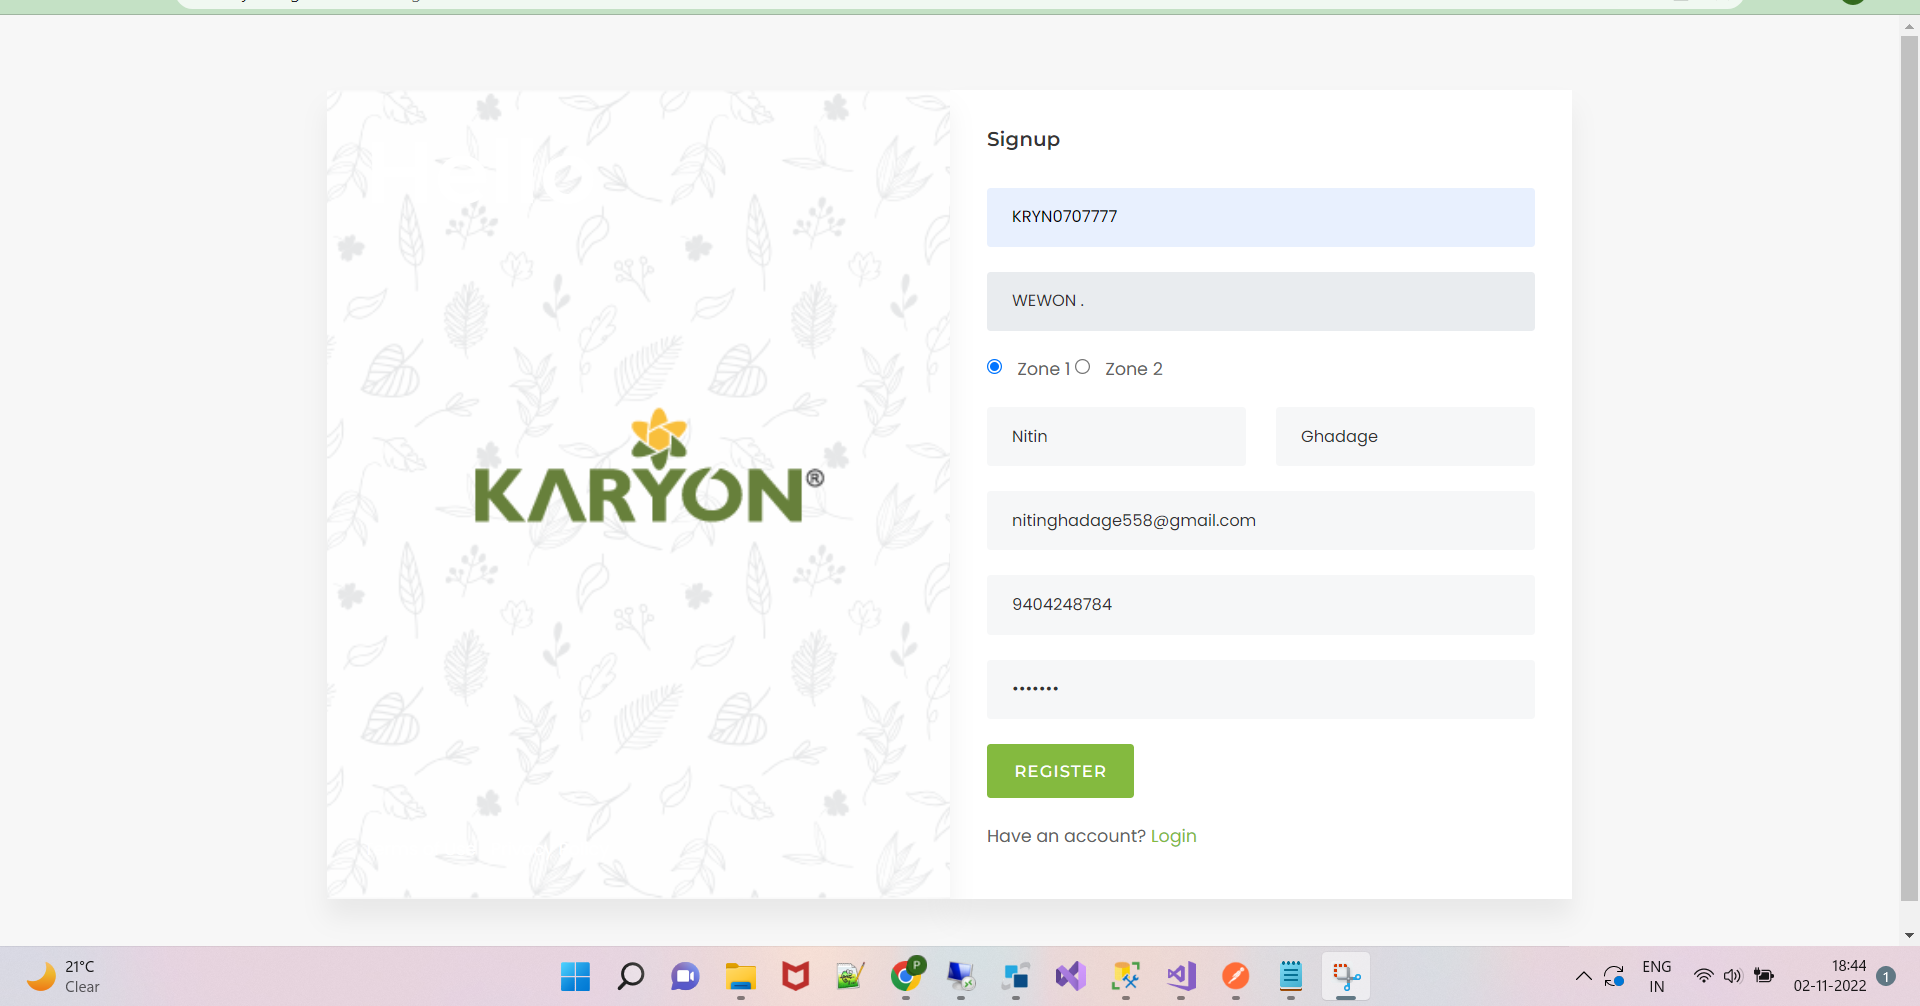 KARYON®
Signup
KRYN0707777
WEWON .
Zone 1 Zone 2
Nitin Ghadage
nitinghadage558@gmail.com
9404248784
•••••••
REGISTER
Have an account? Login
21°C
Clear
P
ENG
IN
18:44
02-11-2022
1